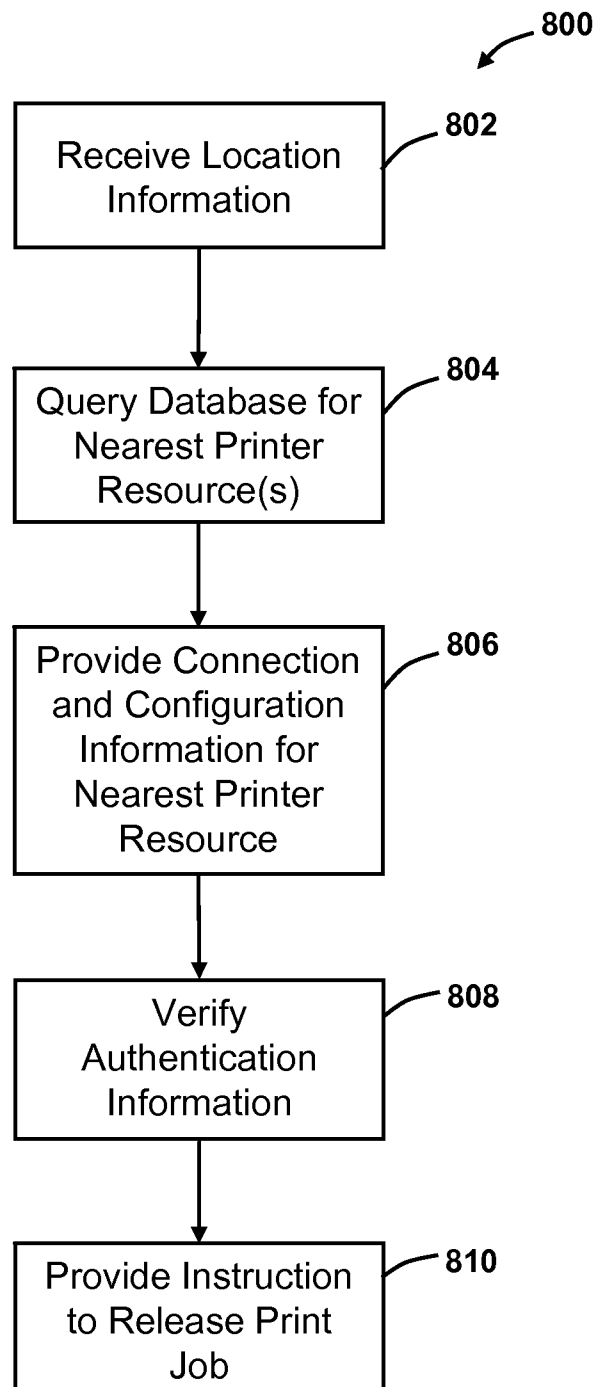 800
802
Receive Location
Information
804
Query Database for
Nearest Printer
Resource(s)
806
Provide Connection
and Configuration
Information for
Nearest Printer
Resource
808
Verify
Authentication
Information
810
Provide Instruction
to Release Print
Job